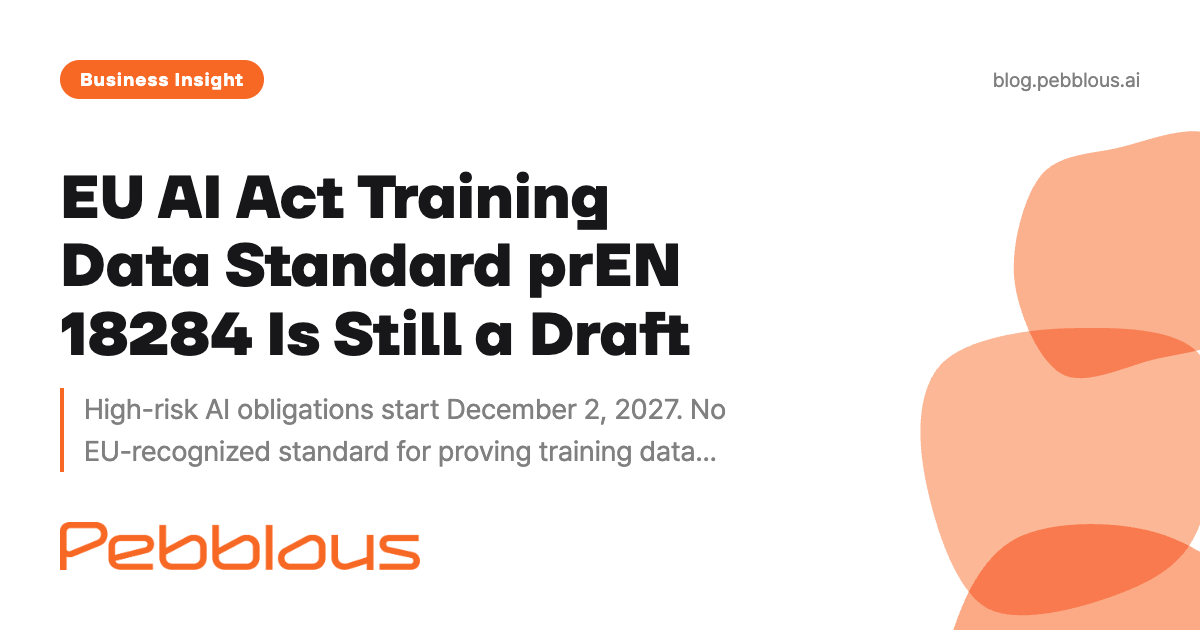 Business Insight
blog.pebblous.ai
EU AI Act Training
Data Standard prEN
18284 Is Still a Draft
High-risk AI obligations start December 2, 2027. No
EU-recognized standard for proving training data...
Pebblous